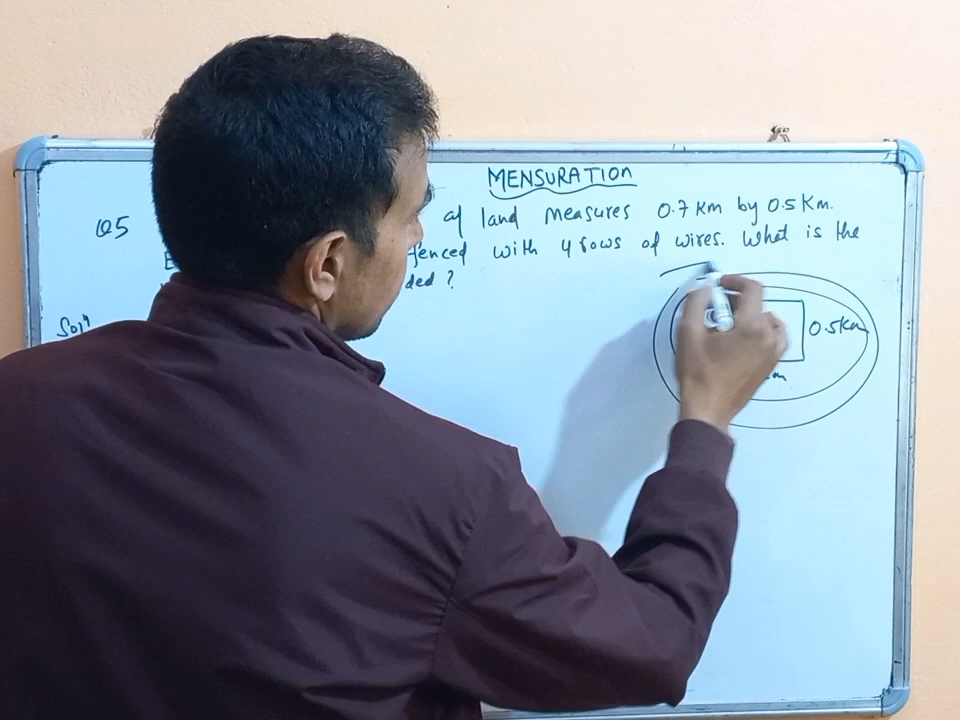 MENSURATION
Q5 of land measures 0.7 Km by 0.5 Km.
fenced with 4 rows of wires. What is the
ded ?
Solⁿ
0.5Km
m